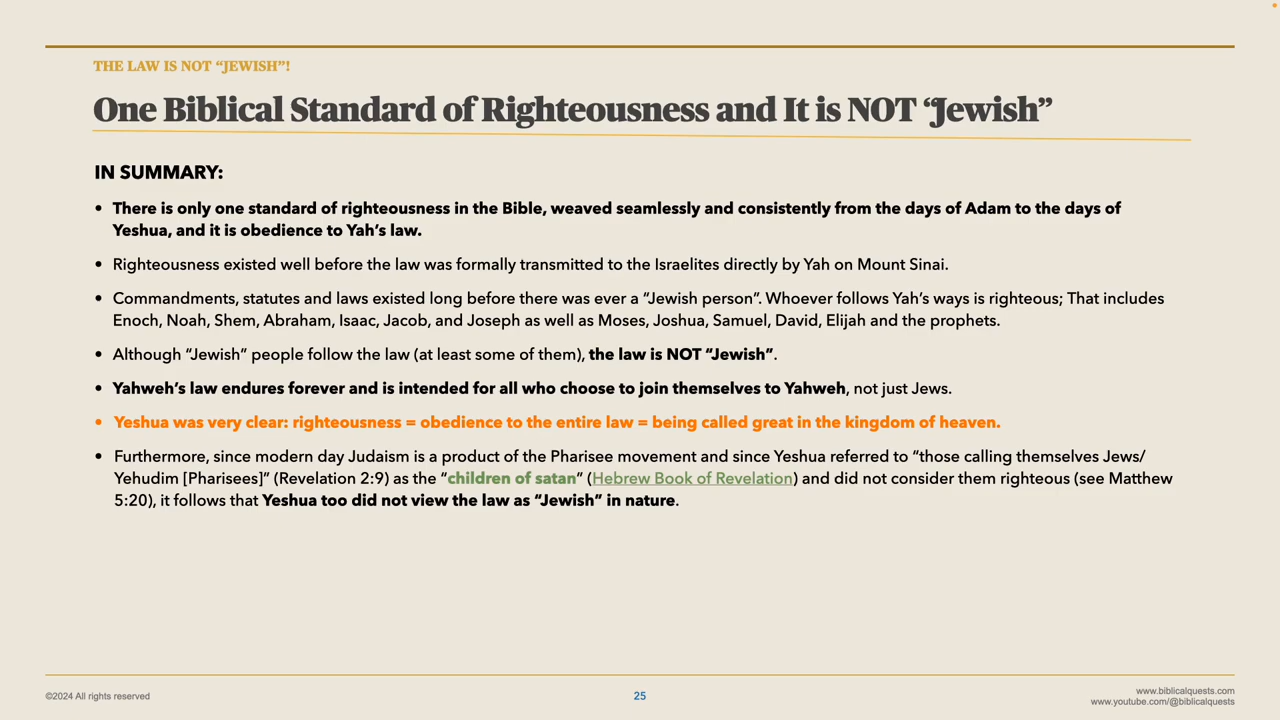 THE LAW IS NOT “JEWISH”!
One Biblical Standard of Righteousness and It is NOT “Jewish”
IN SUMMARY:
• There is only one standard of righteousness in the Bible, weaved seamlessly and consistently from the days of Adam to the days of
Yeshua, and it is obedience to Yah’s law.
• Righteousness existed well before the law was formally transmitted to the Israelites directly by Yah on Mount Sinai.
• Commandments, statutes and laws existed long before there was ever a “Jewish person”. Whoever follows Yah’s ways is righteous; That includes
Enoch, Noah, Shem, Abraham, Isaac, Jacob, and Joseph as well as Moses, Joshua, Samuel, David, Elijah and the prophets.
• Although “Jewish” people follow the law (at least some of them), the law is NOT “Jewish”.
• Yahweh’s law endures forever and is intended for all who choose to join themselves to Yahweh, not just Jews.
• Yeshua was very clear: righteousness = obedience to the entire law = being called great in the kingdom of heaven.
• Furthermore, since modern day Judaism is a product of the Pharisee movement and since Yeshua referred to “those calling themselves Jews/
Yehudim [Pharisees]” (Revelation 2:9) as the “children of satan” (Hebrew Book of Revelation) and did not consider them righteous (see Matthew
5:20), it follows that Yeshua too did not view the law as “Jewish” in nature.
©2024 All rights reserved
25
www.biblicalquests.com
www.youtube.com/@biblicalquests